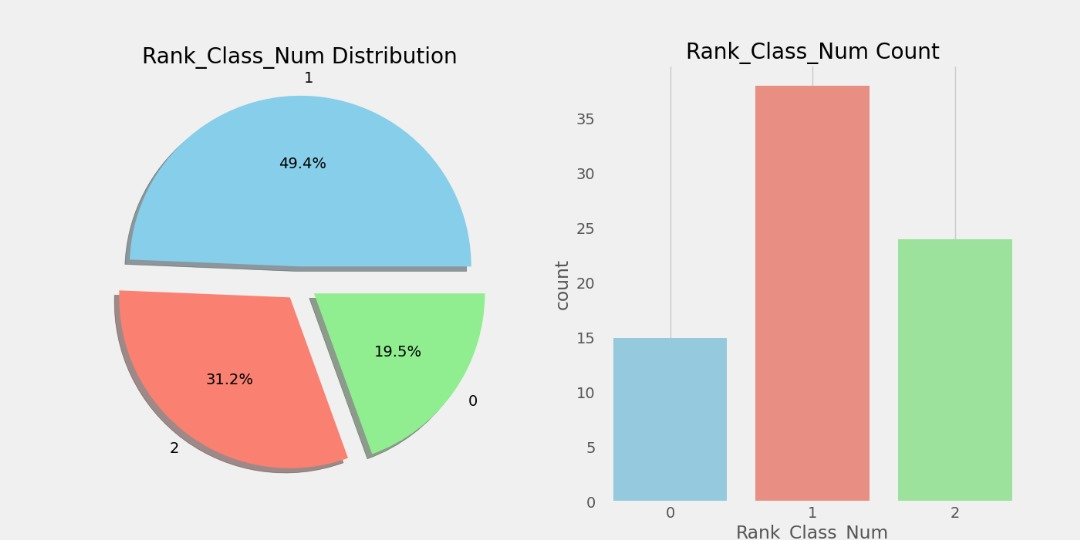 Rank_Class_Num Distribution
1
49.4%
31.2%
19.5%
2
0
Rank_Class_Num Count
count
35
30
25
20
15
10
5
0
0 1 2
Rank_Class_Num